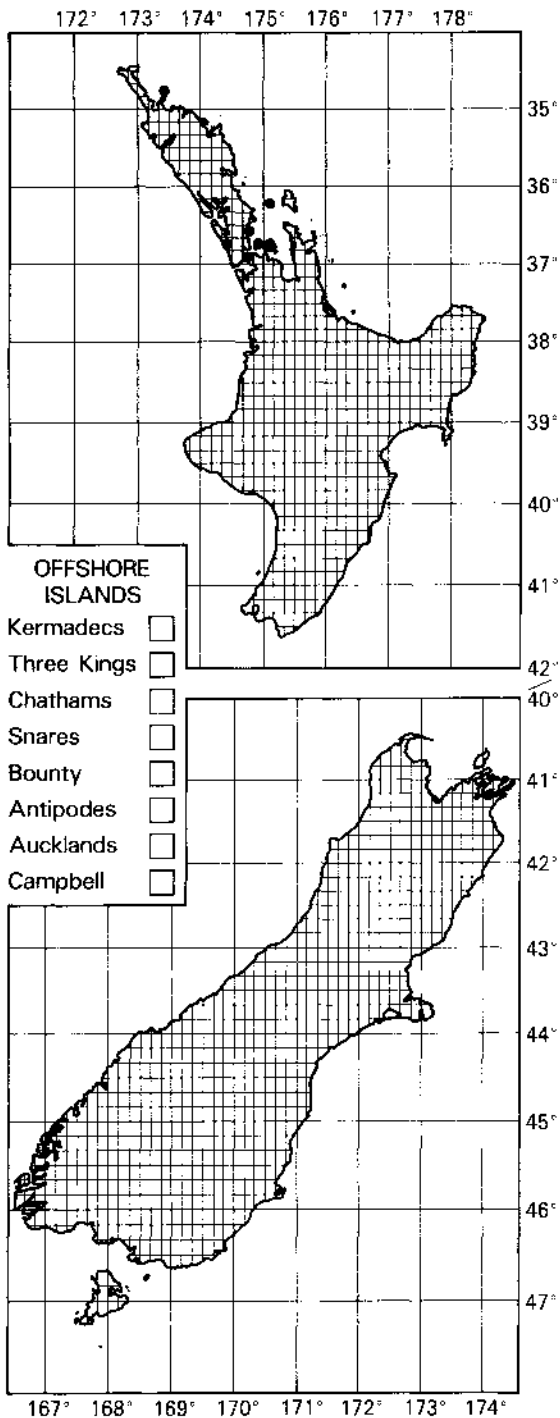 172° 173° 174° 175° 176° 177° 178°
35°
36°
37°
38°
39°
40°
41°
42°
OFFSHORE
ISLANDS
Kermadecs
Three Kings
Chathams
Snares
Bounty
Antipodes
Aucklands
Campbell
40°
41°
42°
43°
44°
45°
46°
47°
167° 168° 169° 170° 171° 172° 173° 174°